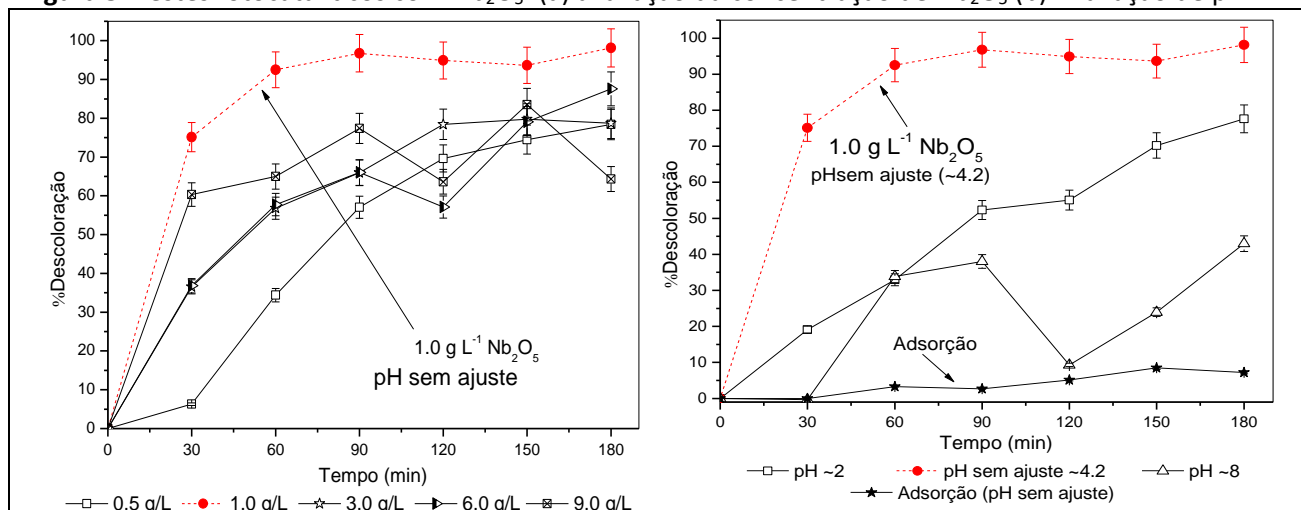 %Descoloração
100
90
80
70
60
50
40
30
20
10
0
1.0 g L⁻¹ Nb₂O₅
pH sem ajuste
0 30 60 90 120 150 180
Tempo (min)
0.5 g/L 1.0 g/L 3.0 g/L 6.0 g/L 9.0 g/L
%Descoloração
100
90
80
70
60
50
40
30
20
10
0
1.0 g L⁻¹ Nb₂O₅
pHsem ajuste (~4.2)
Adsorção
0 30 60 90 120 150 180
Tempo (min)
pH ~2 pH sem ajuste ~4.2 pH ~8
Adsorção (pH sem ajuste)